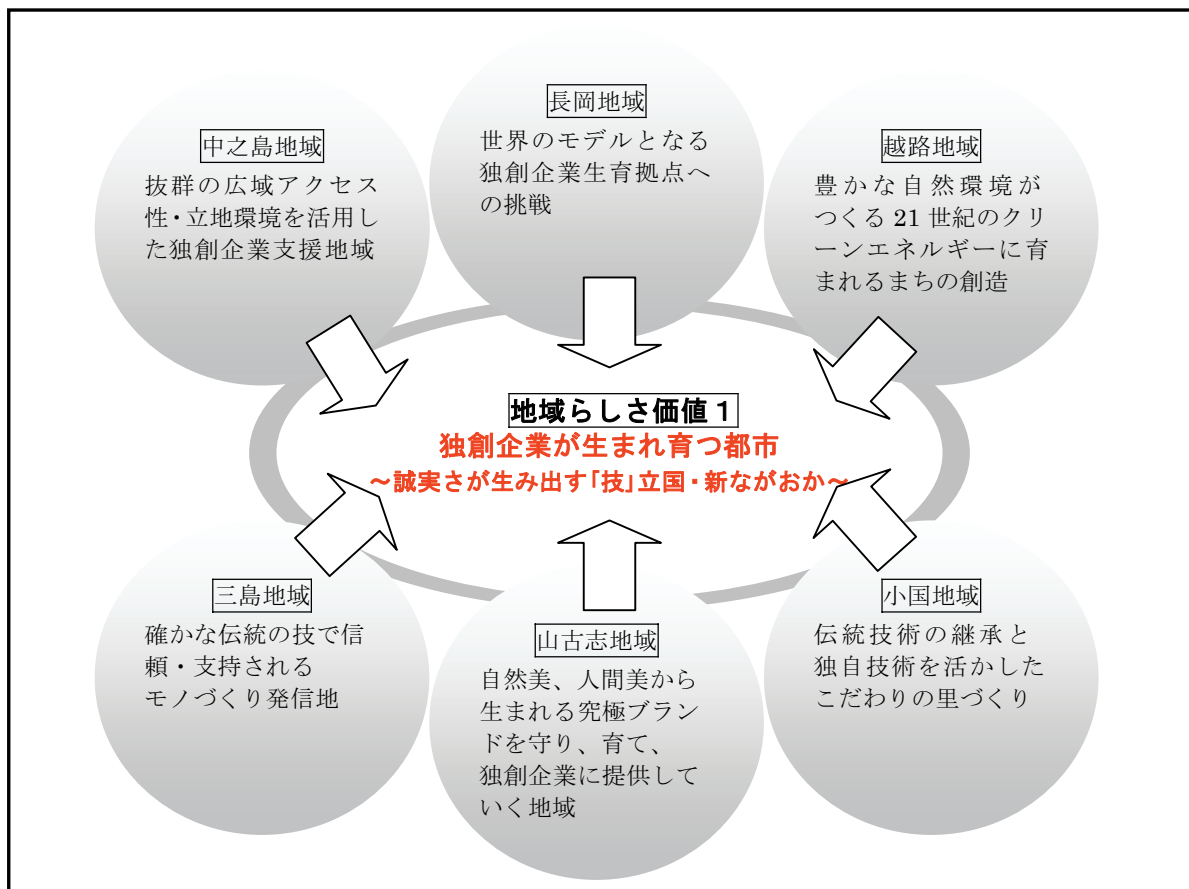 中之島地域
抜群の広域アクセス
性・立地環境を活用し
た独創企業支援地域
長岡地域
世界のモデルとなる
独創企業生育拠点へ
の挑戦
越路地域
豊かな自然環境が
つくる 21 世紀のクリ
ーンエネルギーに育
まれるまちの創造
地域らしさ価値 1
独創企業が生まれ育つ都市
～誠実さが生み出す「技」立国・新ながおか～
三島地域
確かな伝統の技で信
頼・支持される
モノづくり発信地
山古志地域
自然美、人間美から
生まれる究極ブラン
ドを守り、育て、
独創企業に提供して
いく地域
小国地域
伝統技術の継承と
独自技術を活かした
こだわりの里づくり